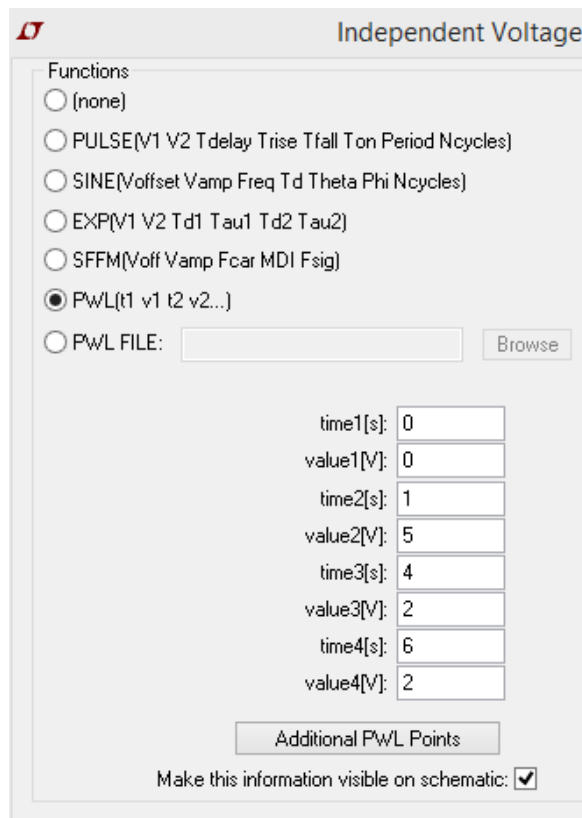 Independent Voltage
Functions
(none)
PULSE(V1 V2 Tdelay Trise Tfall Ton Period Ncycles)
SINE(Voffset Vamp Freq Td Theta Phi Ncycles)
EXP(V1 V2 Td1 Tau1 Td2 Tau2)
SFFM(Voff Vamp Fcar MDI Fsig)
PWL(t1 v1 t2 v2...)
PWL FILE: Browse
time1[s]: 0
value1[V]: 0
time2[s]: 1
value2[V]: 5
time3[s]: 4
value3[V]: 2
time4[s]: 6
value4[V]: 2
Additional PWL Points
Make this information visible on schematic: